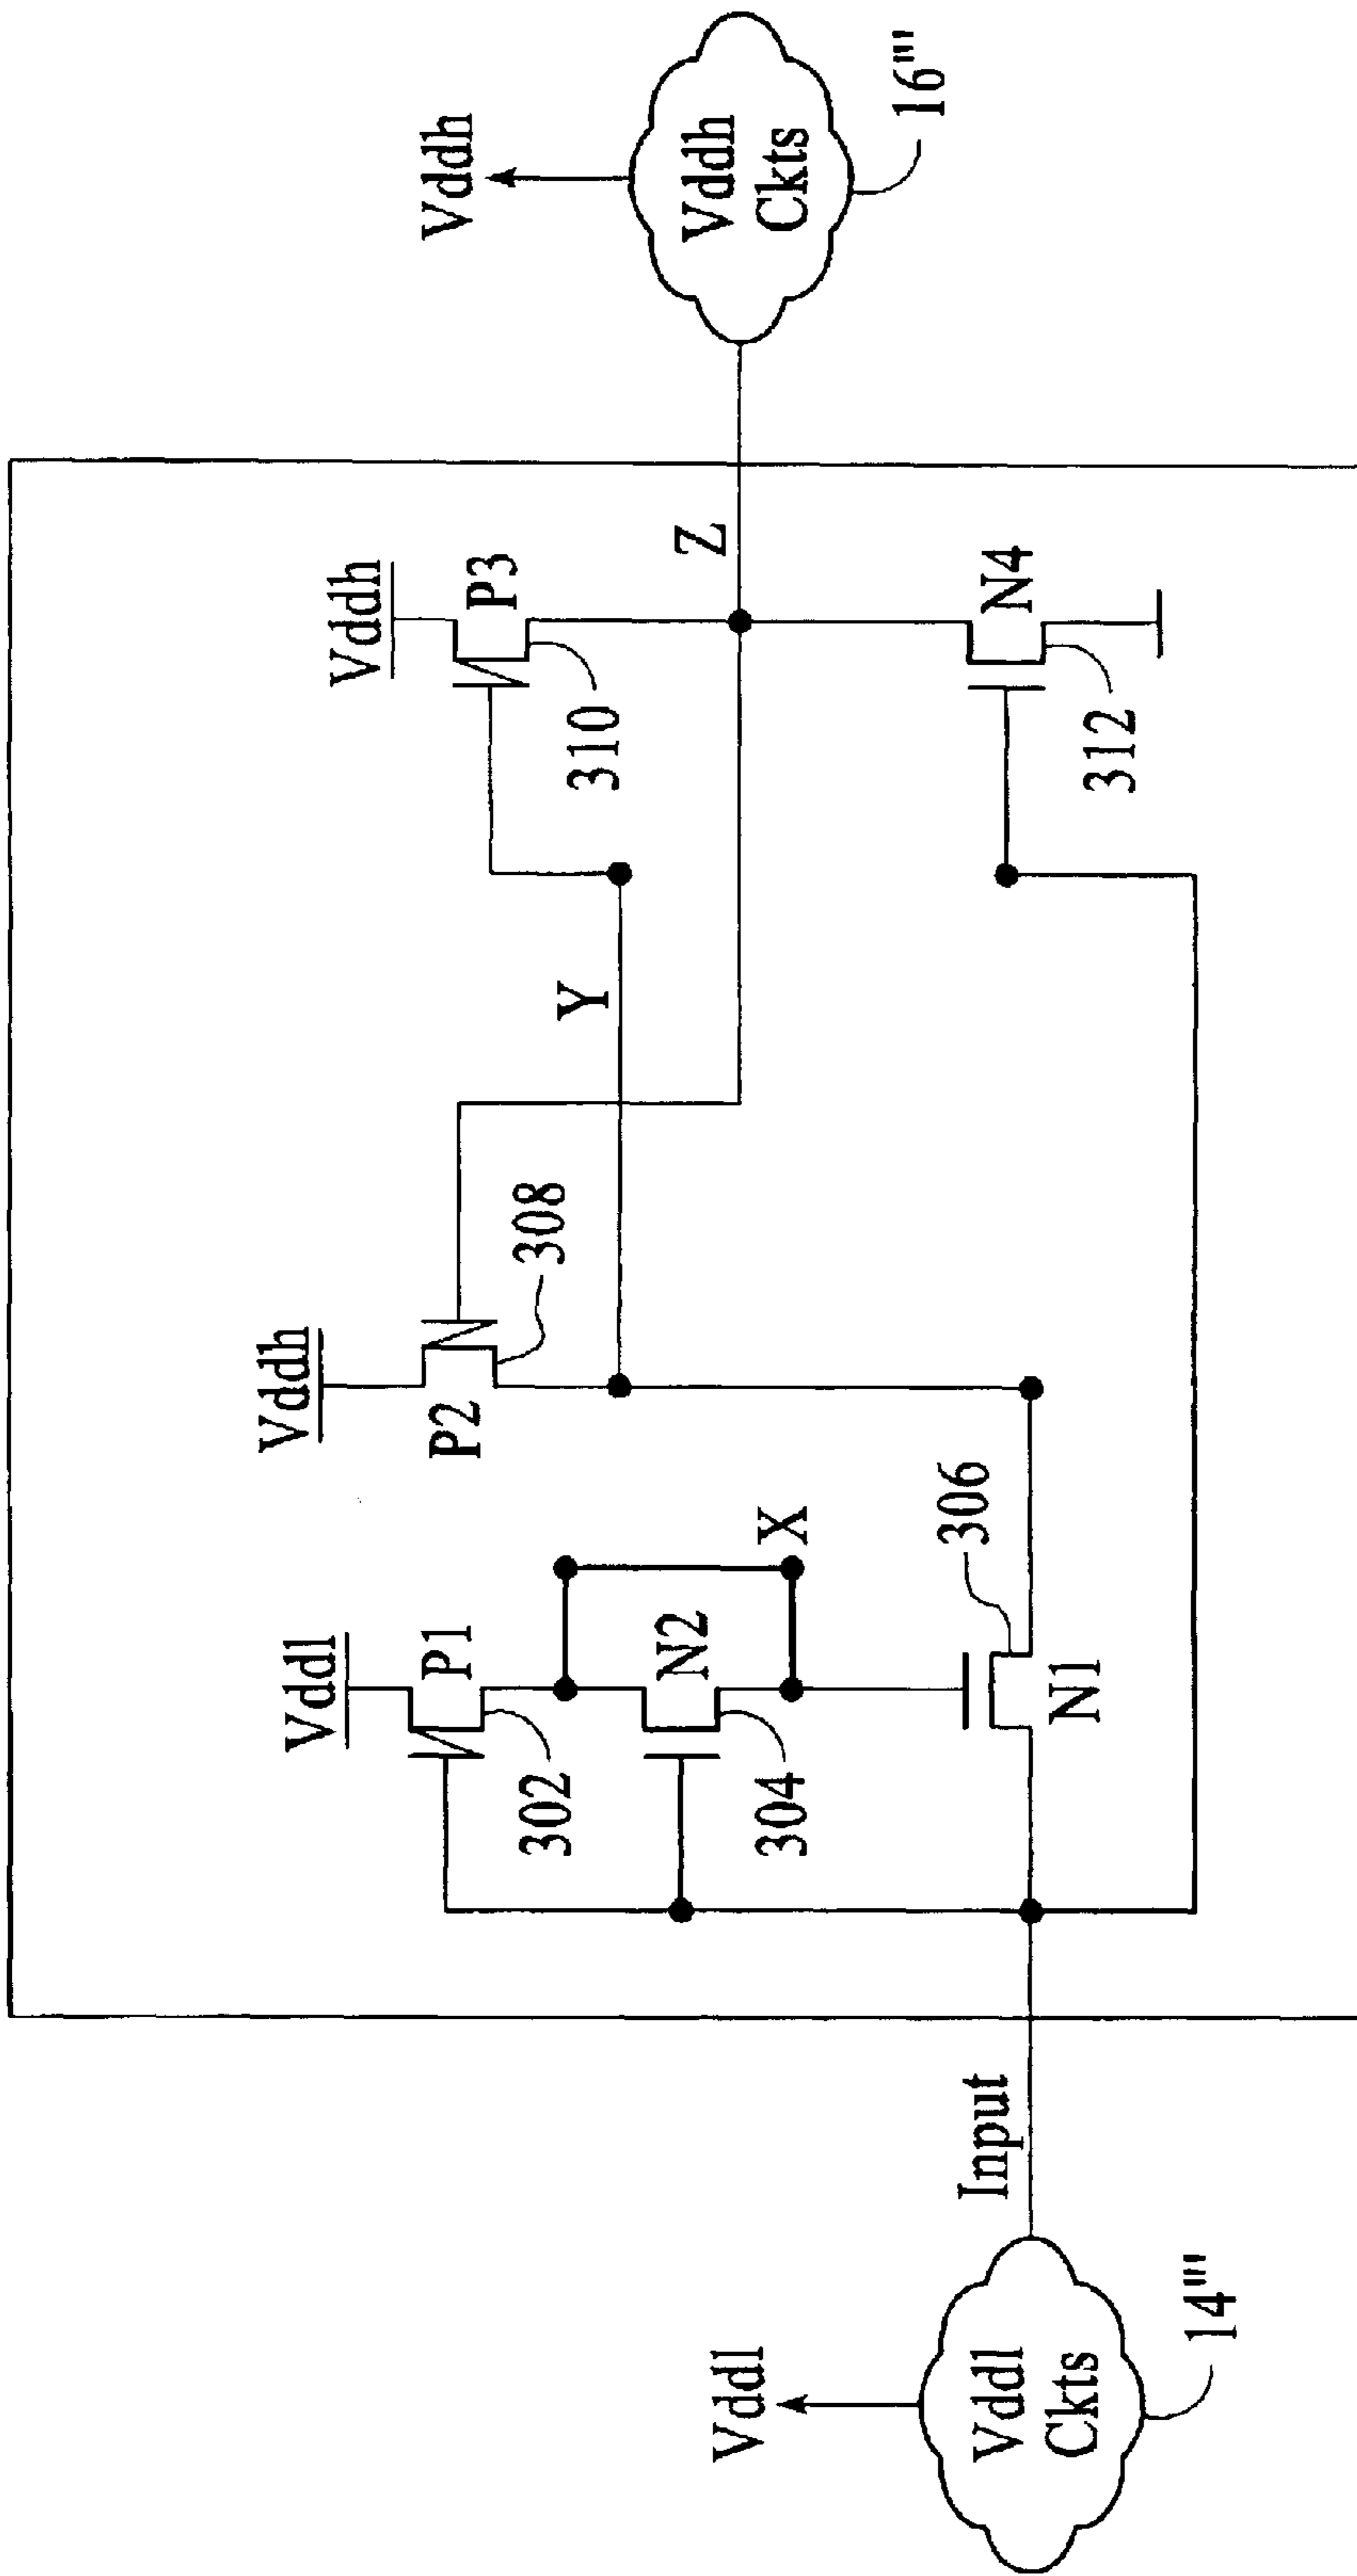 Vddl
Vddl
Ckts
14'''
Input
Vddl
P1
302
N2
304
X
306
N1
Vddh
P2
308
Y
Vddh
P3
310
Z
N4
312
Vddh
Vddh
Ckts
16'''